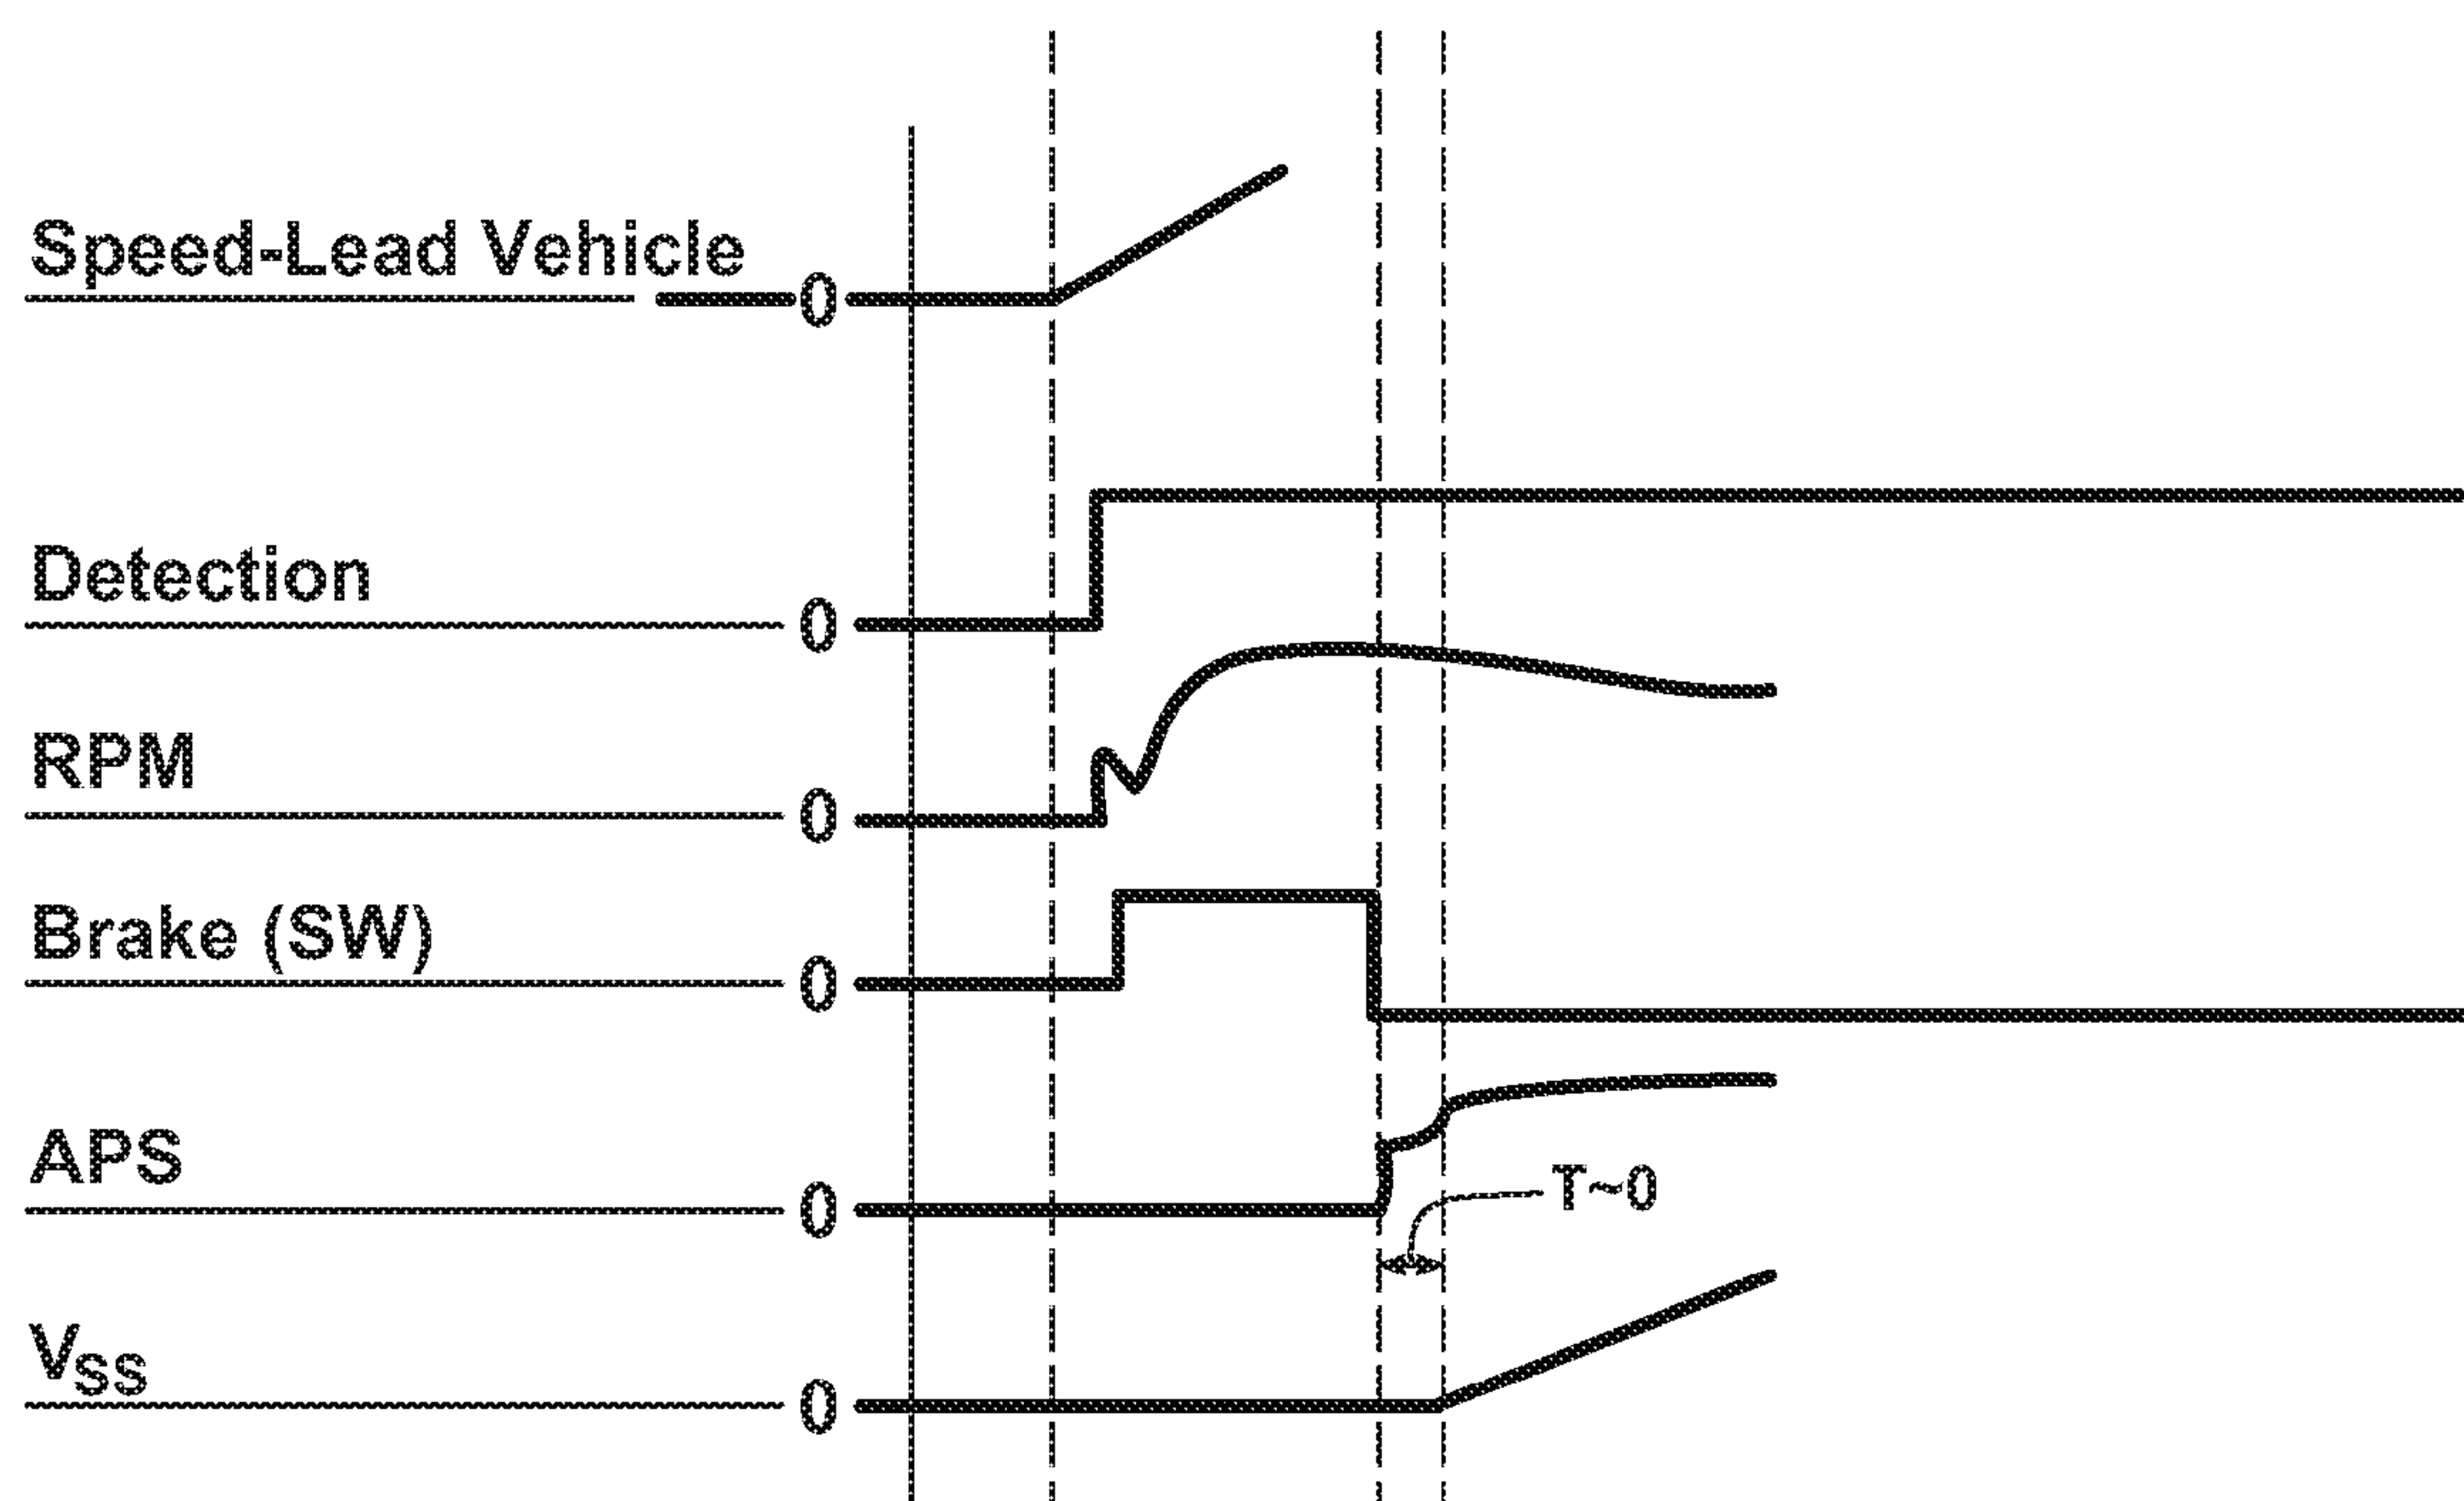 Speed-Lead Vehicle 0
Detection 0
RPM 0
Brake (SW) 0
APS 0
T~0
VSS 0